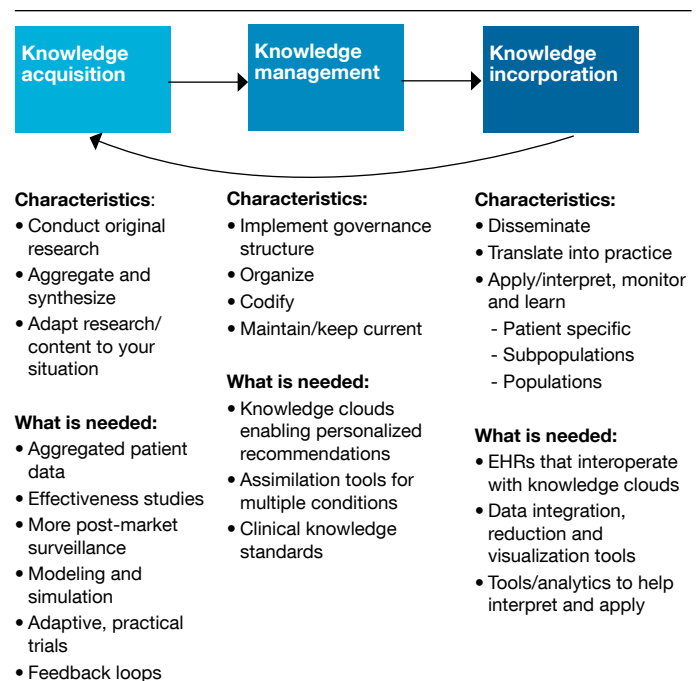 Knowledge
acquisition
Knowledge
management
Knowledge
incorporation
Characteristics:
• Conduct original
research
• Aggregate and
synthesize
• Adapt research/
content to your
situation
What is needed:
• Aggregated patient
data
• Effectiveness studies
• More post-market
surveillance
• Modeling and
simulation
• Adaptive, practical
trials
• Feedback loops
Characteristics:
• Implement governance
structure
• Organize
• Codify
• Maintain/keep current
What is needed:
• Knowledge clouds
enabling personalized
recommendations
• Assimilation tools for
multiple conditions
• Clinical knowledge
standards
Characteristics:
• Disseminate
• Translate into practice
• Apply/interpret, monitor
and learn
- Patient specific
- Subpopulations
- Populations
What is needed:
• EHRs that interoperate
with knowledge clouds
• Data integration,
reduction and
visualization tools
• Tools/analytics to help
interpret and apply